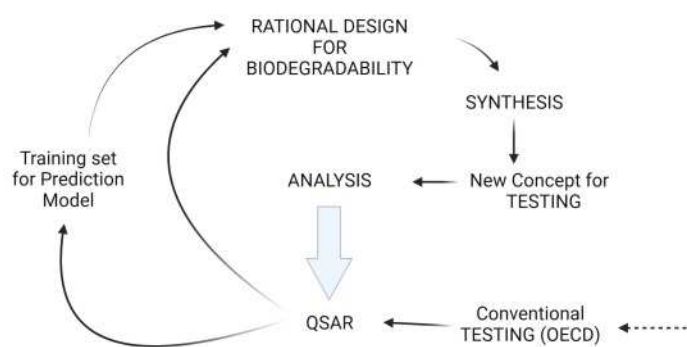 RATIONAL DESIGN
FOR
BIODEGRADABILITY
SYNTHESIS
Training set
for Prediction
Model
ANALYSIS
New Concept for
TESTING
QSAR
Conventional
TESTING (OECD)